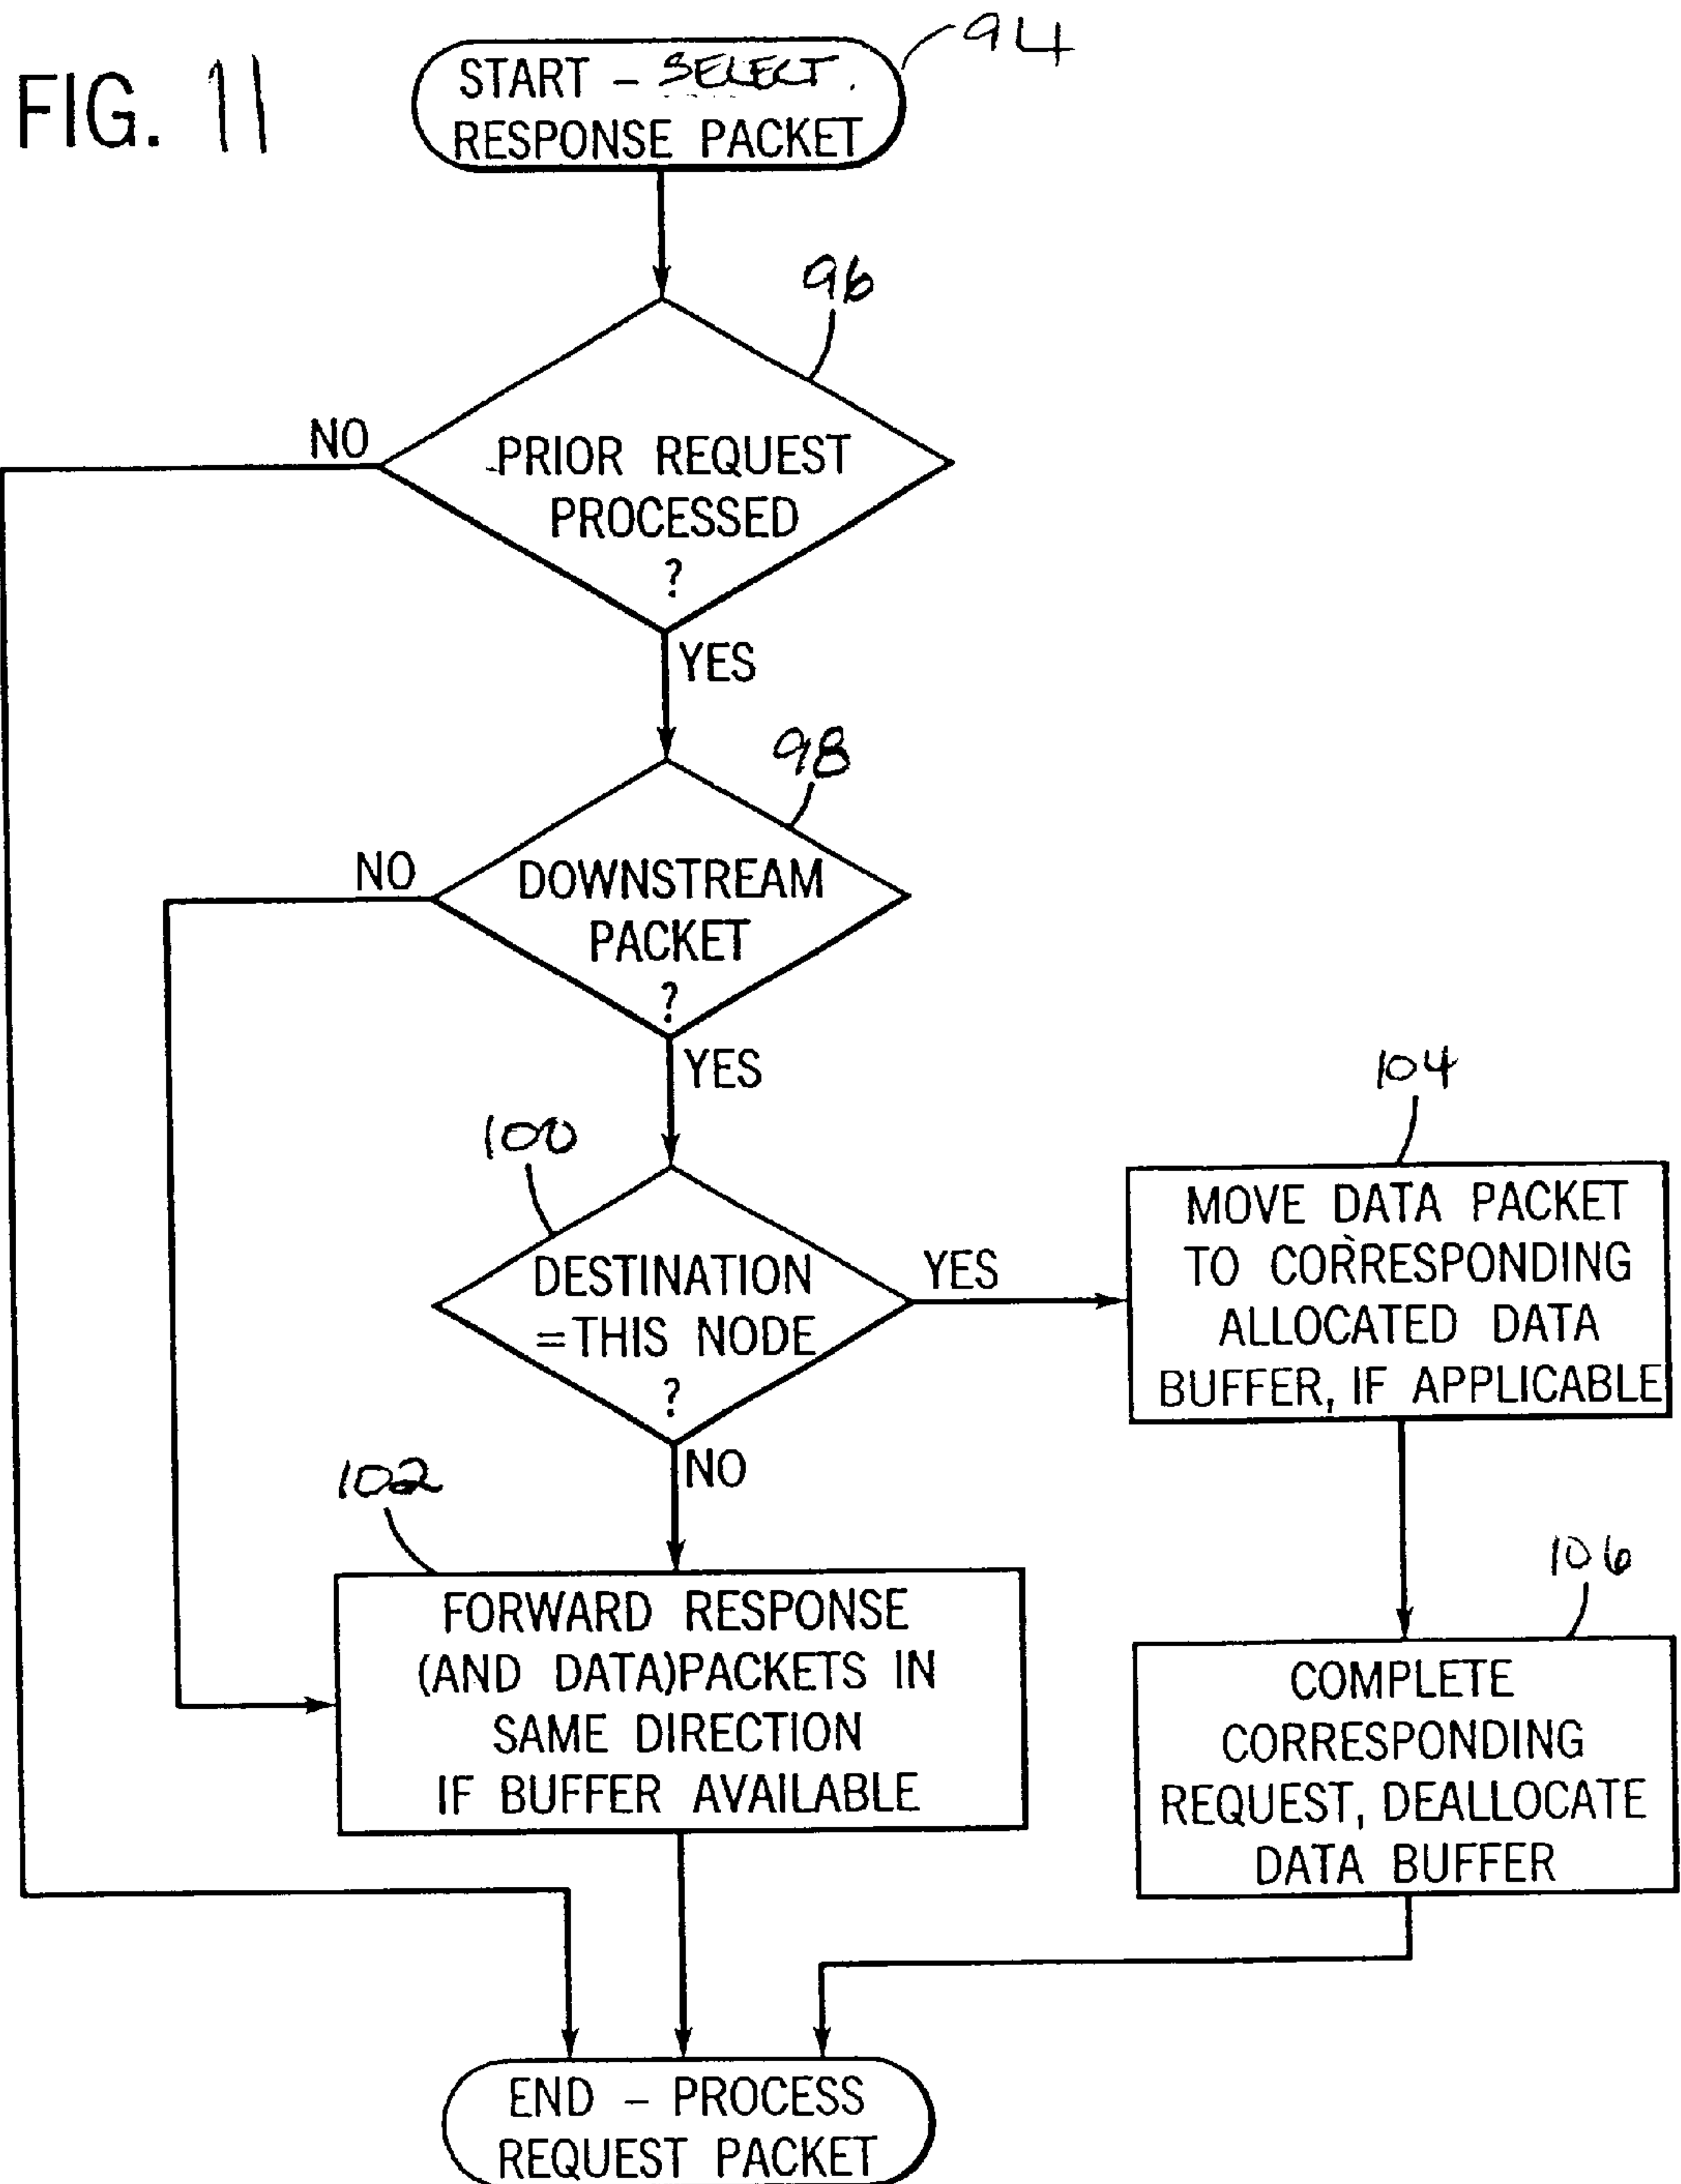 FIG. 11
94
START - SELECT.
RESPONSE PACKET
96
NO
PRIOR REQUEST
PROCESSED
?
YES
98
NO
DOWNSTREAM
PACKET
?
YES
100
DESTINATION
=THIS NODE
?
YES
NO
104
MOVE DATA PACKET
TO CORRESPONDING
ALLOCATED DATA
BUFFER, IF APPLICABLE
102
FORWARD RESPONSE
(AND DATA)PACKETS IN
SAME DIRECTION
IF BUFFER AVAILABLE
106
COMPLETE
CORRESPONDING
REQUEST, DEALLOCATE
DATA BUFFER
END - PROCESS
REQUEST PACKET